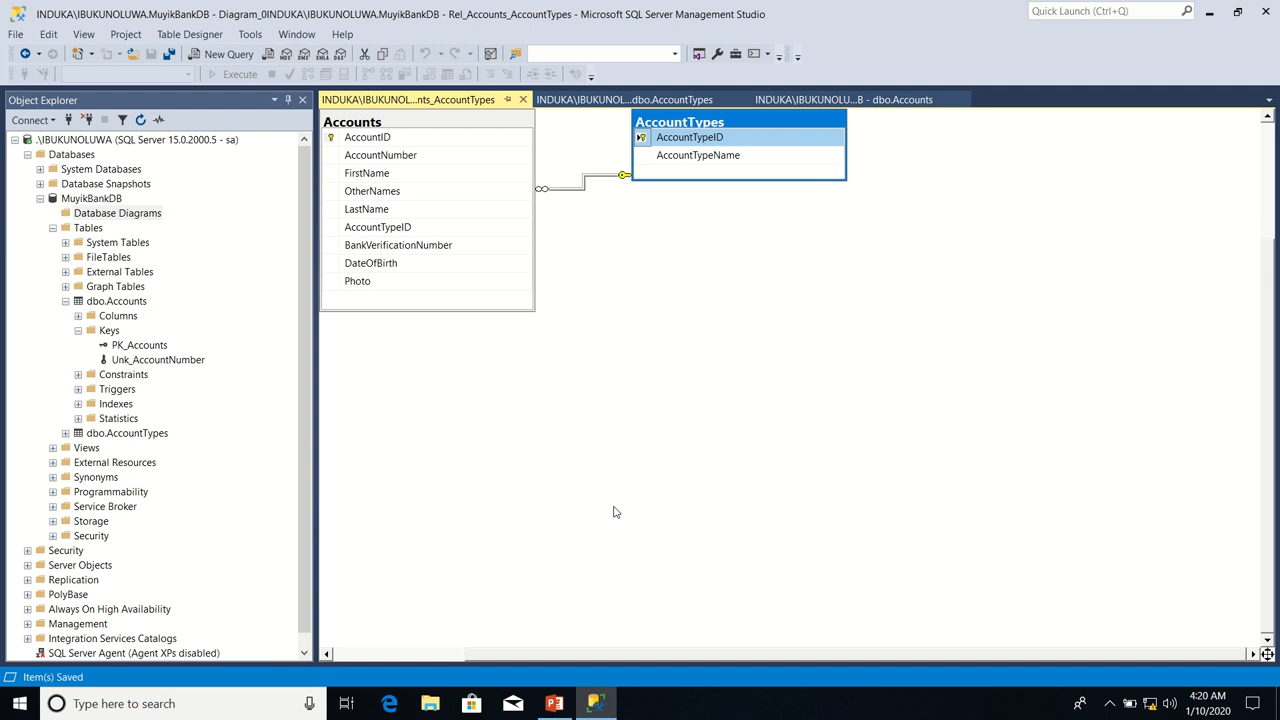 INDUKA\IBUKUNOLUWA.MuyikBankDB - Diagram_0INDUKA\IBUKUNOLUWA.MuyikBankDB - Rel_Accounts_AccountTypes - Microsoft SQL Server Management Studio
Quick Launch (Ctrl+Q)
File Edit View Project Table Designer Tools Window Help
New Query
MDX DMX XMLA DAX
Execute
Object Explorer
INDUKA\IBUKUNOL...nts_AccountTypes
INDUKA\IBUKUNOL...dbo.AccountTypes
INDUKA\IBUKUNOLU...B - dbo.Accounts
Connect
.\IBUKUNOLUWA (SQL Server 15.0.2000.5 - sa)
Databases
System Databases
Database Snapshots
MuyikBankDB
Database Diagrams
Tables
System Tables
FileTables
External Tables
Graph Tables
dbo.Accounts
Columns
Keys
PK_Accounts
Unk_AccountNumber
Constraints
Triggers
Indexes
Statistics
dbo.AccountTypes
Views
External Resources
Synonyms
Programmability
Service Broker
Storage
Security
Security
Server Objects
Replication
PolyBase
Always On High Availability
Management
Integration Services Catalogs
SQL Server Agent (Agent XPs disabled)
Accounts
AccountID
AccountNumber
FirstName
OtherNames
LastName
AccountTypeID
BankVerificationNumber
DateOfBirth
Photo
AccountTypes
AccountTypeID
AccountTypeName
Item(s) Saved
Type here to search
4:20 AM
1/10/2020